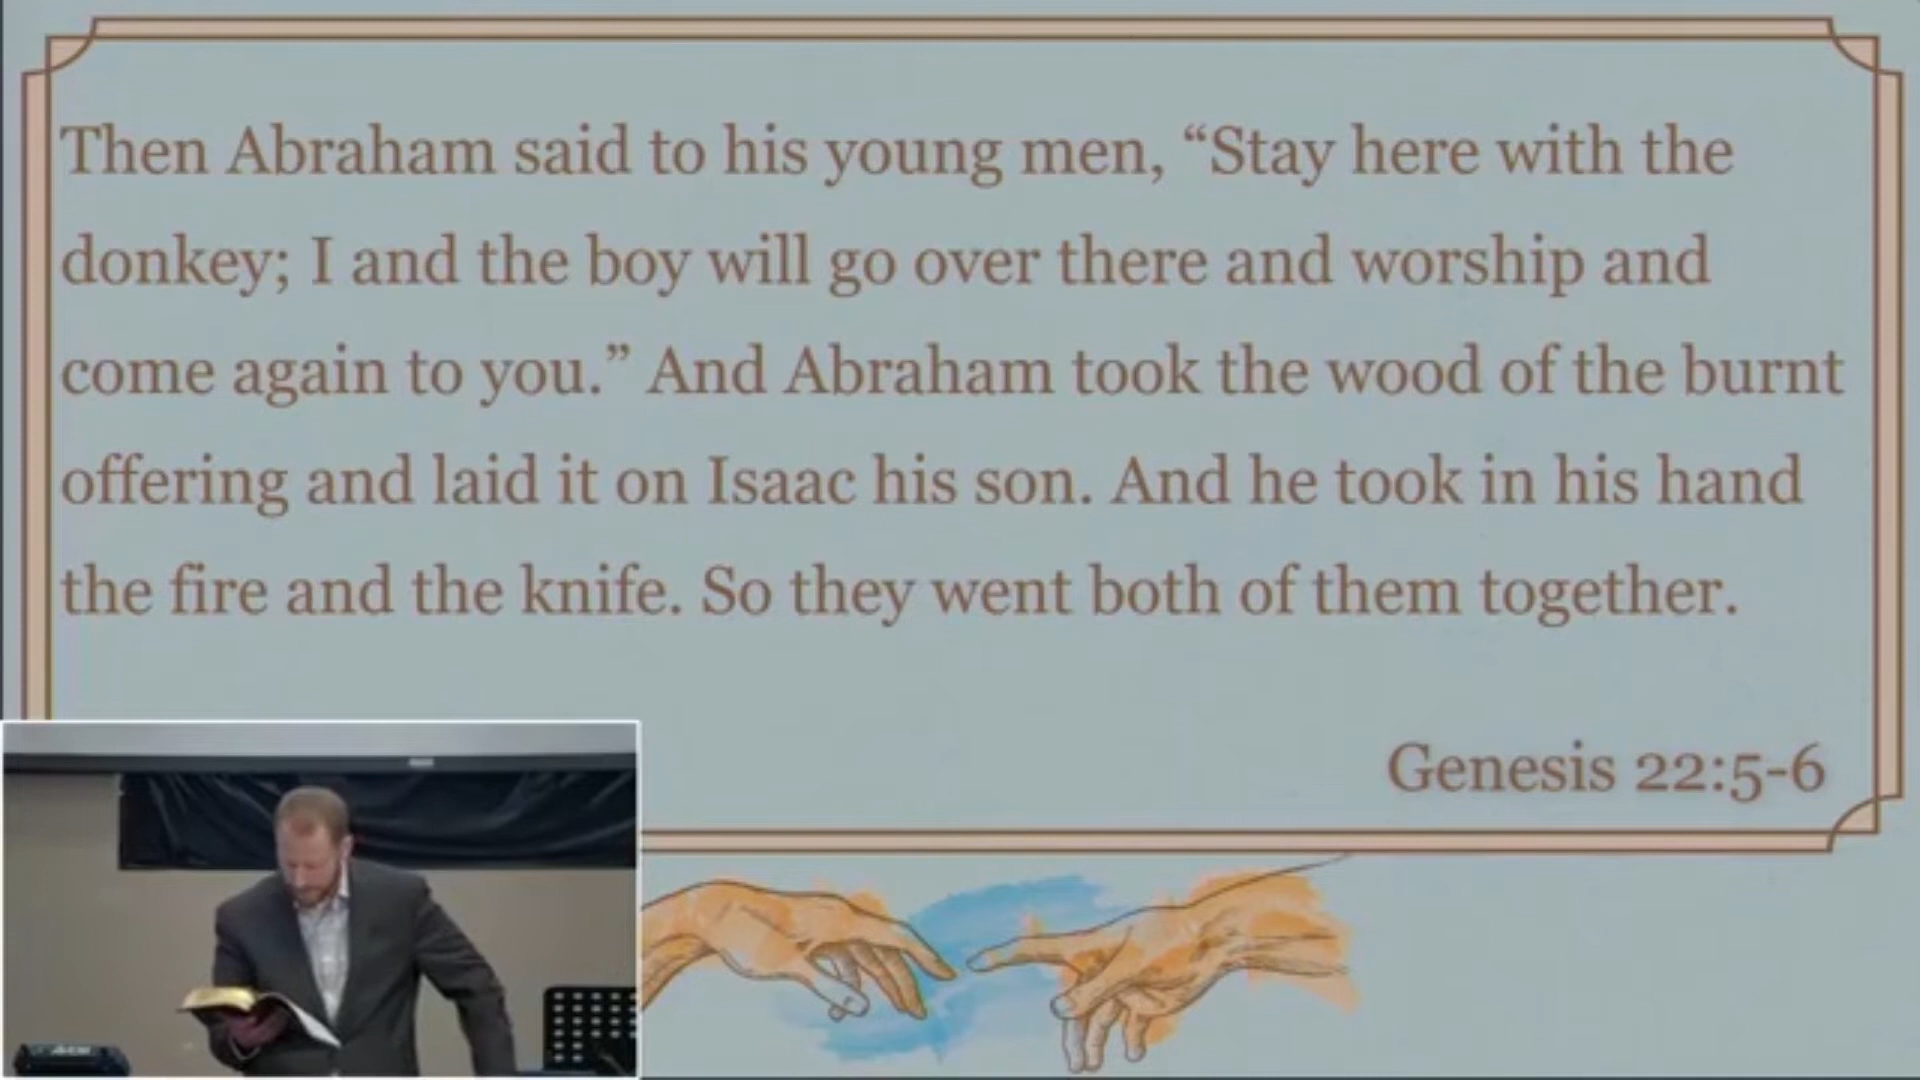 Then Abraham said to his young men, “Stay here with the
donkey; I and the boy will go over there and worship and
come again to you.” And Abraham took the wood of the burnt
offering and laid it on Isaac his son. And he took in his hand
the fire and the knife. So they went both of them together.
Genesis 22:5-6